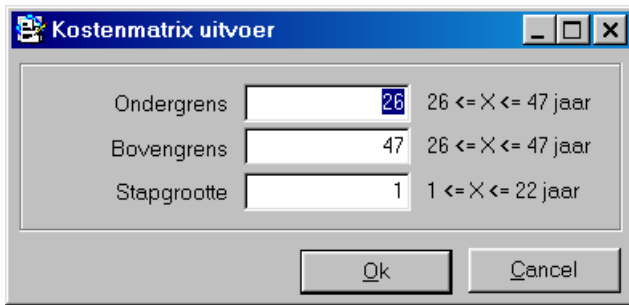 Kostenmatrix uitvoer
Ondergrens 26 26 <= X <= 47 jaar
Bovengrens 47 26 <= X <= 47 jaar
Stapgrootte 1 1 <= X <= 22 jaar
Ok Cancel